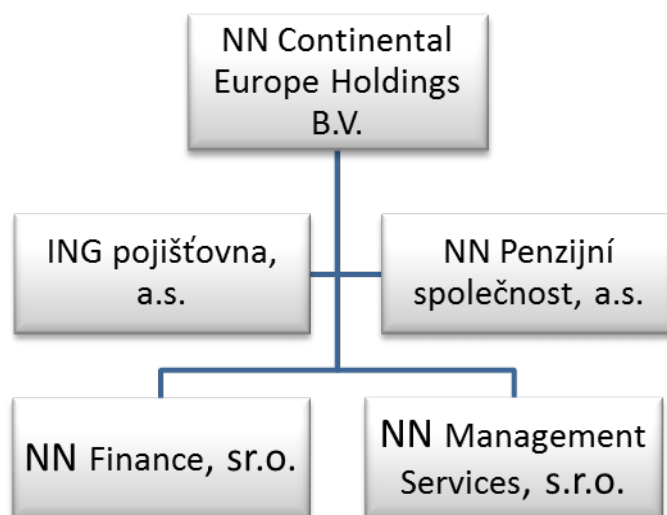 NN Continental
Europe Holdings
B.V.
ING pojišťovna,
a.s.
NN Penzijní
společnost, a.s.
NN Finance, sr.o.
NN Management
Services, s.r.o.